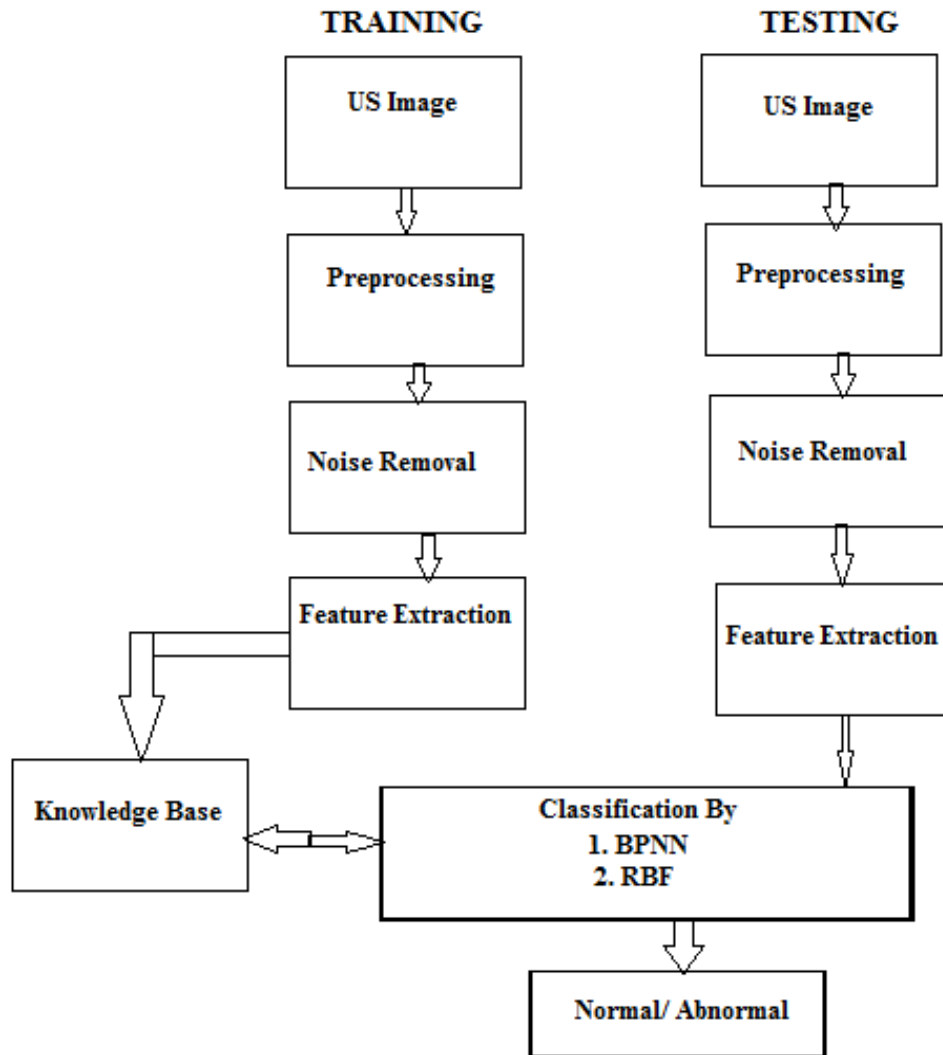 TRAINING
US Image
Preprocessing
Noise Removal
Feature Extraction
Knowledge Base
TESTING
US Image
Preprocessing
Noise Removal
Feature Extraction
Classification By
1. BPNN
2. RBF
Normal/ Abnormal